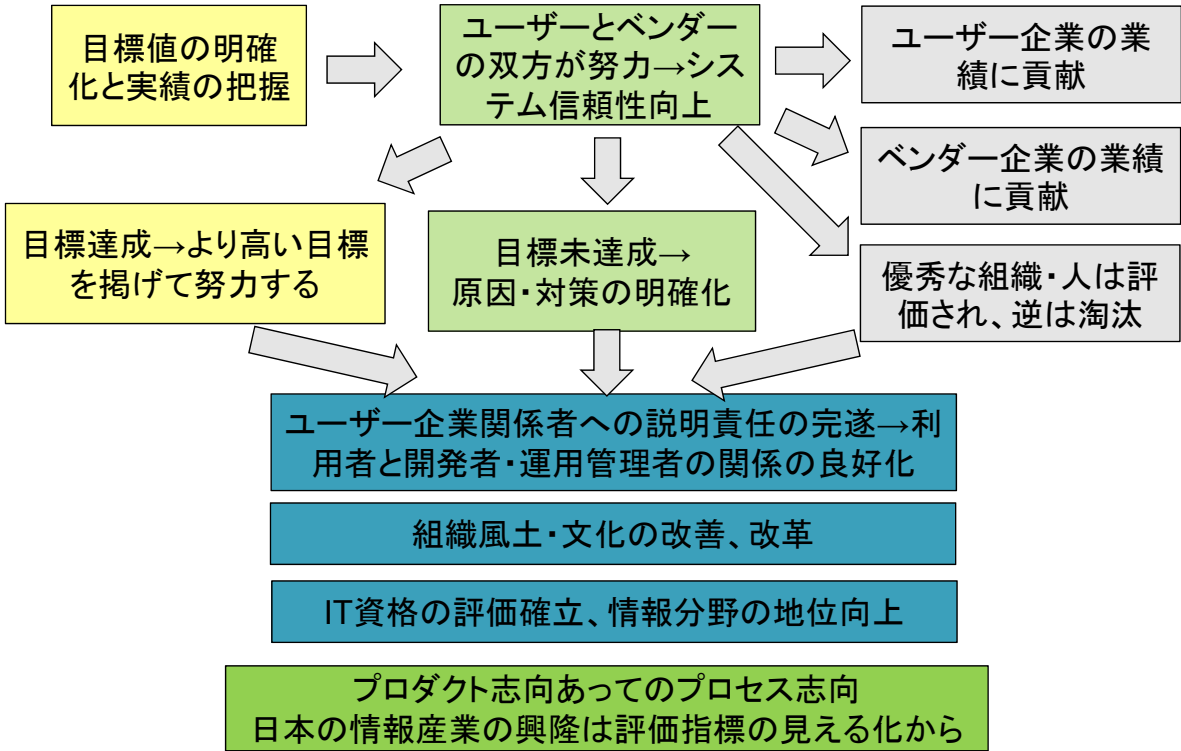 目標値の明確
化と実績の把握
ユーザーとベンダー
の双方が努力→シス
テム信頼性向上
ユーザー企業の業
績に貢献
ベンダー企業の業績
に貢献
目標達成→より高い目標
を掲げて努力する
目標未達成→
原因・対策の明確化
優秀な組織・人は評
価され、逆は淘汰
ユーザー企業関係者への説明責任の完遂→利
用者と開発者・運用管理者の関係の良好化
組織風土・文化の改善、改革
IT資格の評価確立、情報分野の地位向上
プロダクト志向あってのプロセス志向
日本の情報産業の興隆は評価指標の見える化から